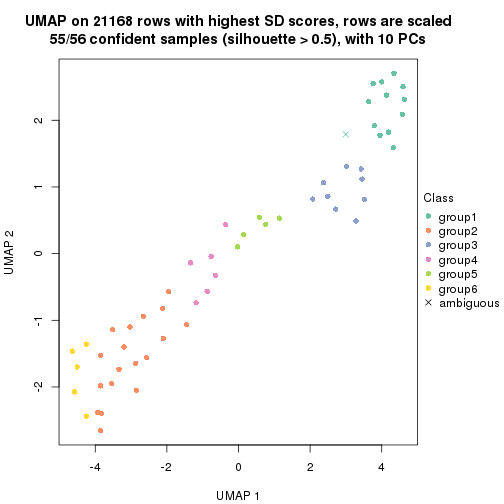 UMAP on 21168 rows with highest SD scores, rows are scaled
55/56 confident samples (silhouette > 0.5), with 10 PCs
Class
group1
group2
group3
group4
group5
group6
ambiguous
UMAP 2
2
1
0
-1
-2
-4
-2
0
2
4
UMAP 1